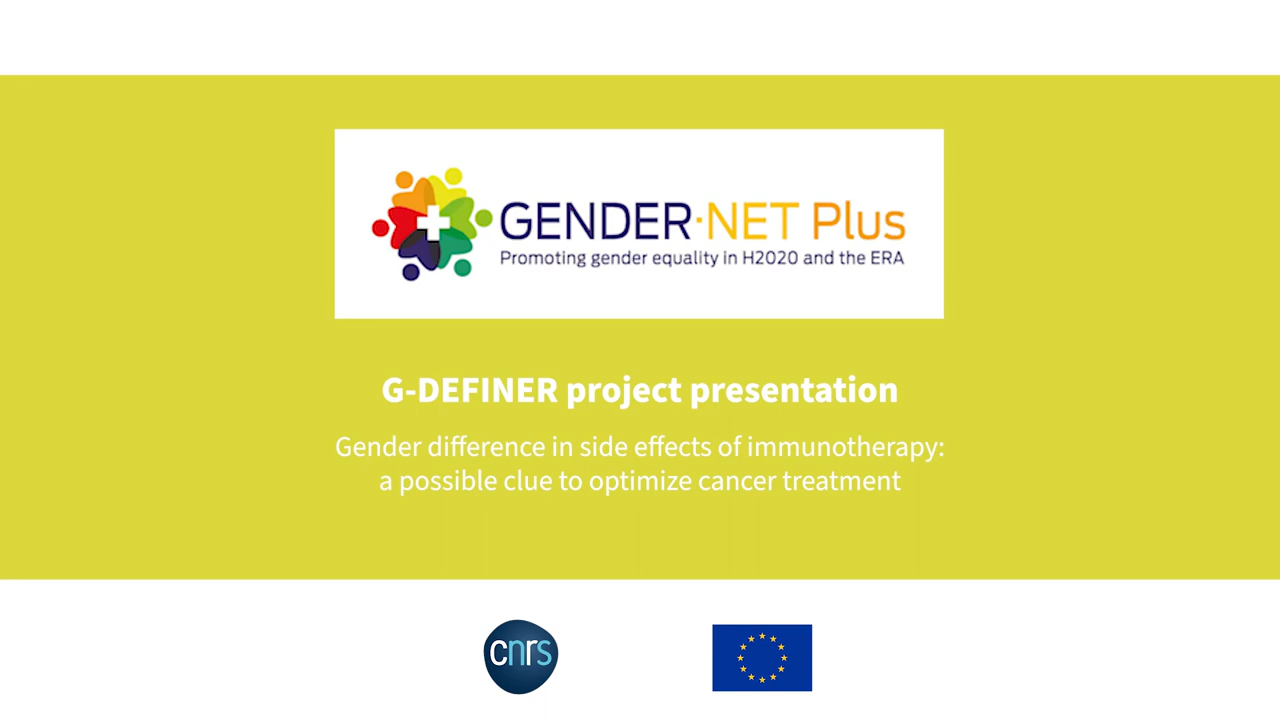 GENDER·NET Plus
Promoting gender equality in H2020 and the ERA
G-DEFINER project presentation
Gender difference in side effects of immunotherapy:
a possible clue to optimize cancer treatment
cnrs